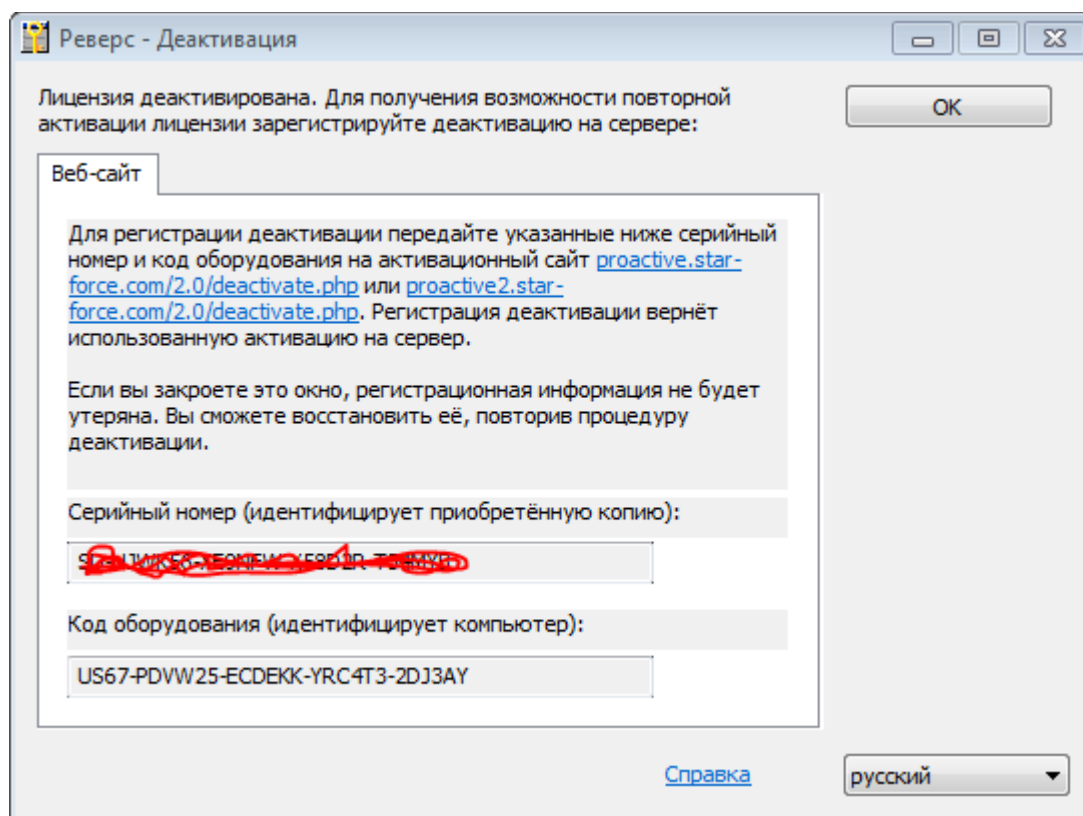 Реверс - Деактивация
Лицензия деактивирована. Для получения возможности повторной
активации лицензии зарегистрируйте деактивацию на сервере:
OK
Веб-сайт
Для регистрации деактивации передайте указанные ниже серийный
номер и код оборудования на активационный сайт proactive.star-
force.com/2.0/deactivate.php или proactive2.star-
force.com/2.0/deactivate.php. Регистрация деактивации вернёт
использованную активацию на сервер.
Если вы закроете это окно, регистрационная информация не будет
утеряна. Вы сможете восстановить её, повторив процедуру
деактивации.
Серийный номер (идентифицирует приобретённую копию):
Код оборудования (идентифицирует компьютер):
US67-PDVW25-ECDEKK-YRC4T3-2DJ3AY
Справка
русский